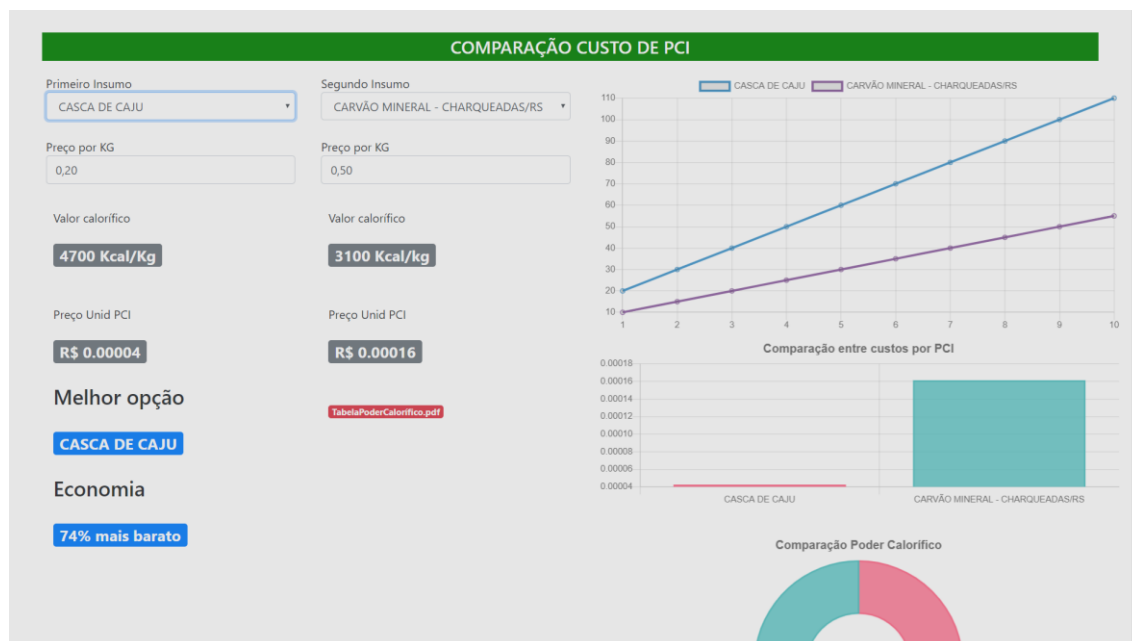 COMPARAÇÃO CUSTO DE PCI
Primeiro Insumo
CASCA DE CAJU
Segundo Insumo
CARVÃO MINERAL - CHARQUEADAS/RS
Preço por KG
0,20
Preço por KG
0,50
Valor calorífico
4700 Kcal/Kg
Valor calorífico
3100 Kcal/kg
Preço Unid PCI
R$ 0.00004
Preço Unid PCI
R$ 0.00016
Melhor opção
CASCA DE CAJU
TabelaPoderCalorifico.pdf
Economia
74% mais barato
CASCA DE CAJU CARVÃO MINERAL - CHARQUEADAS/RS
110
100
90
80
70
60
50
40
30
20
10
1 2 3 4 5 6 7 8 9 10
Comparação entre custos por PCI
0.00018
0.00016
0.00014
0.00012
0.00010
0.00008
0.00006
0.00004
CASCA DE CAJU CARVÃO MINERAL - CHARQUEADAS/RS
Comparação Poder Calorífico